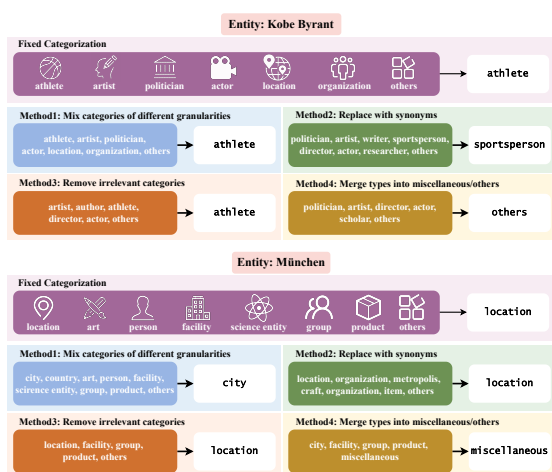 Entity: Kobe Byrant
Fixed Categorization
athlete artist politician actor location organization others
athlete
Method1: Mix categories of different granularities
athlete, artist, politician,
actor, location, organization, others
athlete
Method2: Replace with synonyms
politician, artist, writer, sportsperson,
director, actor, researcher, others
sportsperson
Method3: Remove irrelevant categories
artist, author, athlete,
director, actor, others
athlete
Method4: Merge types into miscellaneous/others
politician, artist, director, actor,
scholar, others
others
Entity: München
Fixed Categorization
location art person facility science entity group product others
location
Method1: Mix categories of different granularities
city, country, art, person, facility,
scirence entity, group, product, others
city
Method2: Replace with synonyms
location, organization, metropolis,
craft, organization, item, others
location
Method3: Remove irrelevant categories
location, facility, group,
product, others
location
Method4: Merge types into miscellaneous/others
city, facility, group, product,
miscellaneous
miscellaneous